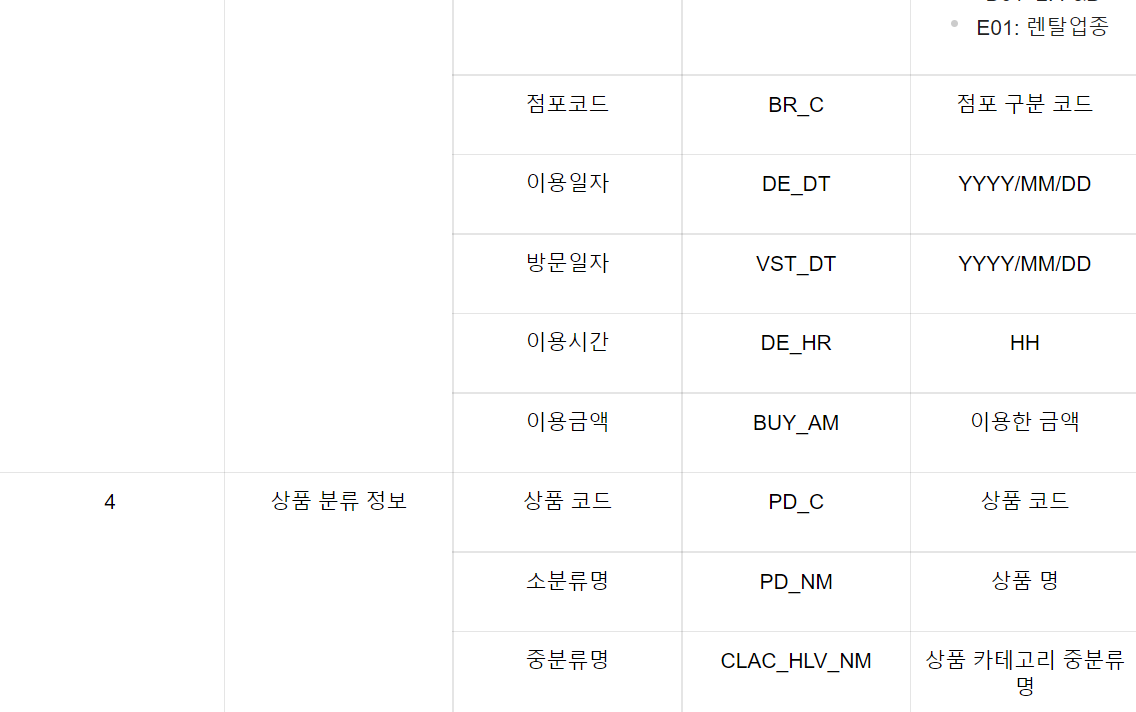 E01: 렌탈업종
점포코드 BR_C 점포 구분 코드
이용일자 DE_DT YYYY/MM/DD
방문일자 VST_DT YYYY/MM/DD
이용시간 DE_HR HH
이용금액 BUY_AM 이용한 금액
4 상품 분류 정보 상품 코드 PD_C 상품 코드
소분류명 PD_NM 상품 명
중분류명 CLAC_HLV_NM 상품 카테고리 중분류
명